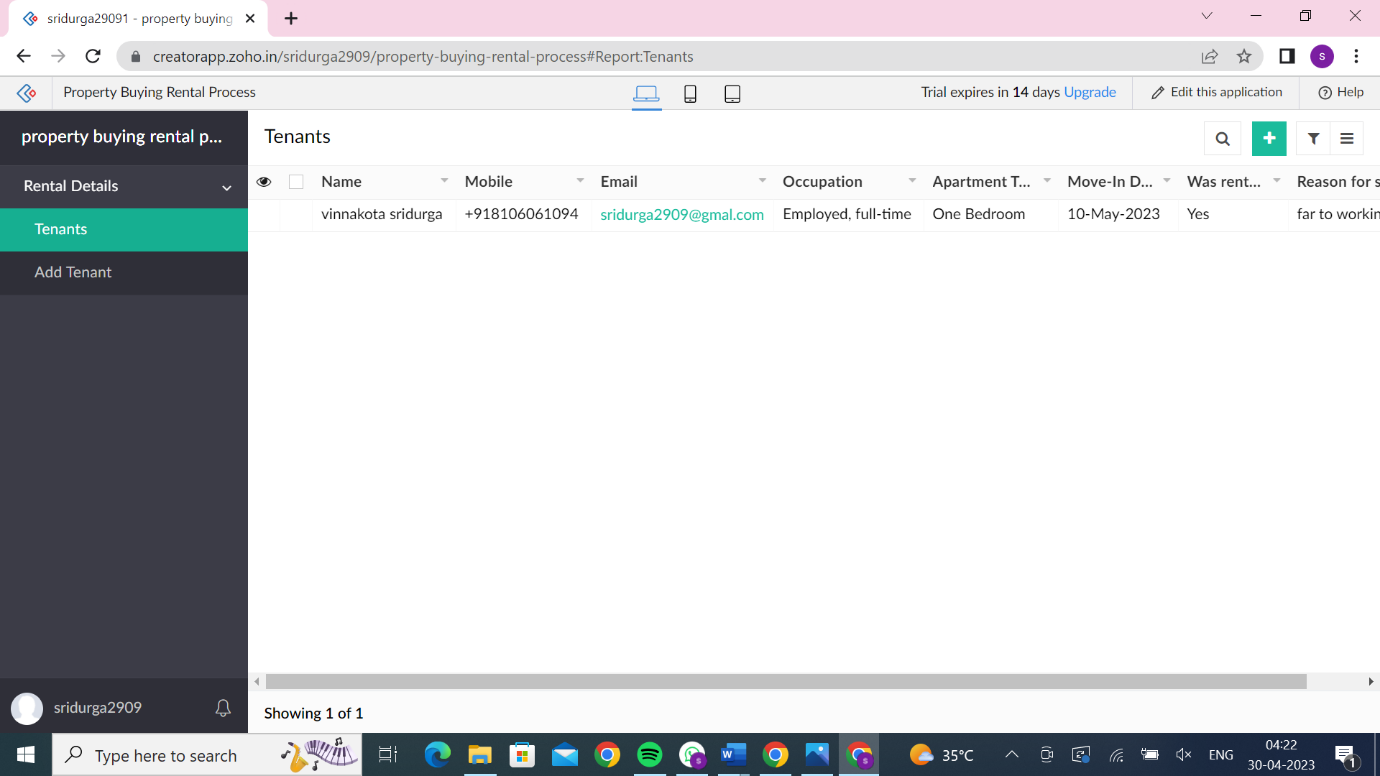 sridurga29091 - property buying
creatorapp.zoho.in/sridurga2909/property-buying-rental-process#Report:Tenants
s
Property Buying Rental Process
Trial expires in 14 days Upgrade
Edit this application
Help
property buying rental p...
Tenants
Rental Details
Name Mobile Email Occupation Apartment T... Move-In D... Was rent... Reason for s
vinnakota sridurga +918106061094 sridurga2909@gmal.com Employed, full-time One Bedroom 10-May-2023 Yes far to workin
Tenants
Add Tenant
sridurga2909
Showing 1 of 1
Type here to search
35°C
ENG
04:22
30-04-2023
1